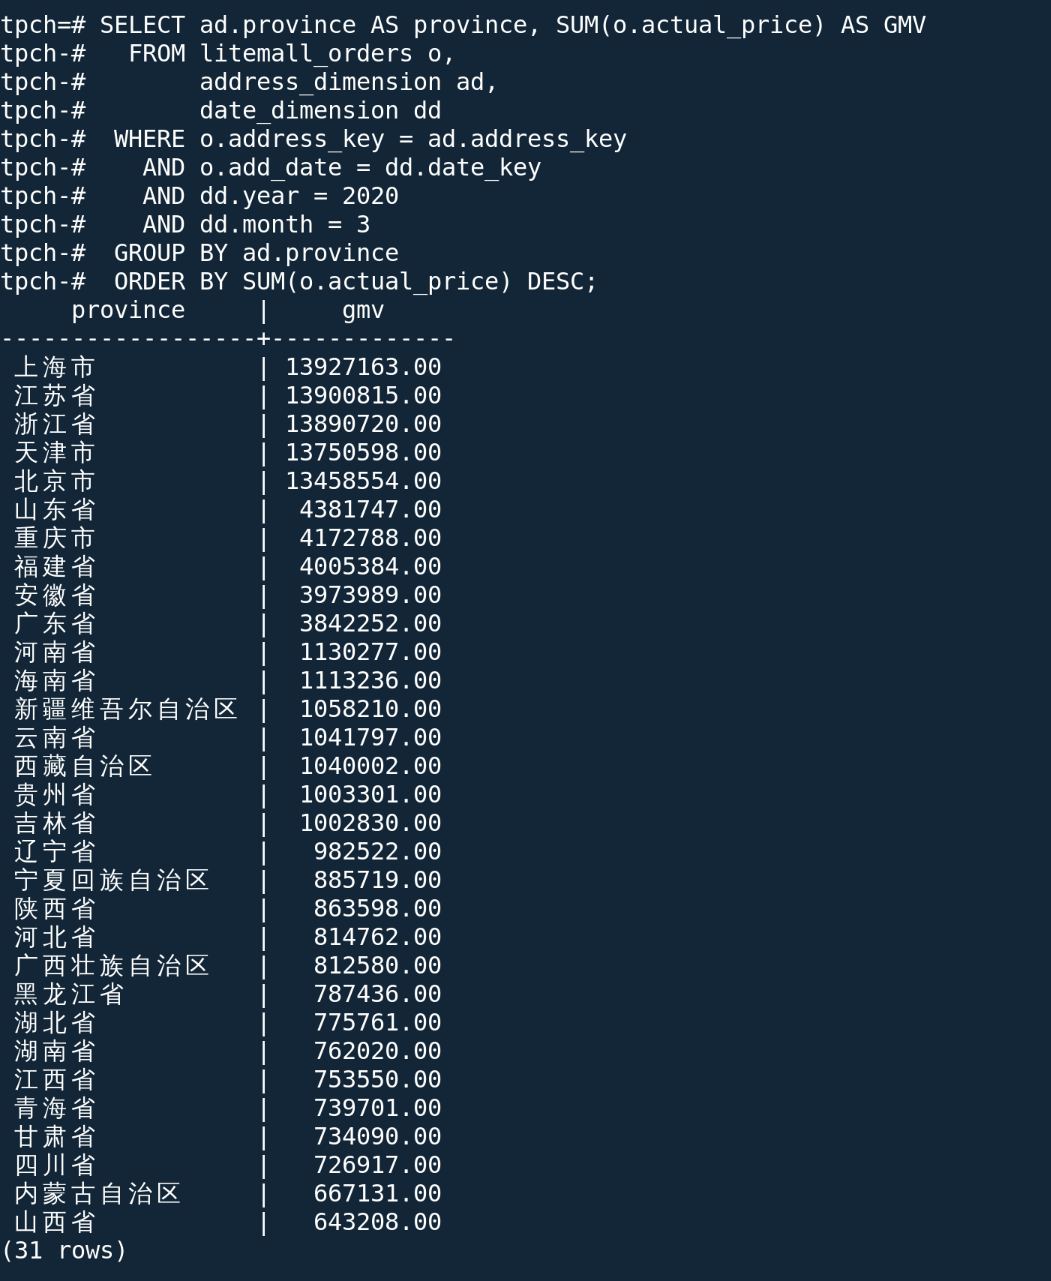 tpch=# SELECT ad.province AS province, SUM(o.actual_price) AS GMV
tpch-#   FROM litemall_orders o,
tpch-#        address_dimension ad,
tpch-#        date_dimension dd
tpch-#  WHERE o.address_key = ad.address_key
tpch-#    AND o.add_date = dd.date_key
tpch-#    AND dd.year = 2020
tpch-#    AND dd.month = 3
tpch-#  GROUP BY ad.province
tpch-#  ORDER BY SUM(o.actual_price) DESC;
     province     |     gmv
------------------+-------------
 上海市           | 13927163.00
 江苏省           | 13900815.00
 浙江省           | 13890720.00
 天津市           | 13750598.00
 北京市           | 13458554.00
 山东省           |  4381747.00
 重庆市           |  4172788.00
 福建省           |  4005384.00
 安徽省           |  3973989.00
 广东省           |  3842252.00
 河南省           |  1130277.00
 海南省           |  1113236.00
 新疆维吾尔自治区 |  1058210.00
 云南省           |  1041797.00
 西藏自治区       |  1040002.00
 贵州省           |  1003301.00
 吉林省           |  1002830.00
 辽宁省           |   982522.00
 宁夏回族自治区   |   885719.00
 陕西省           |   863598.00
 河北省           |   814762.00
 广西壮族自治区   |   812580.00
 黑龙江省         |   787436.00
 湖北省           |   775761.00
 湖南省           |   762020.00
 江西省           |   753550.00
 青海省           |   739701.00
 甘肃省           |   734090.00
 四川省           |   726917.00
 内蒙古自治区     |   667131.00
 山西省           |   643208.00
(31 rows)